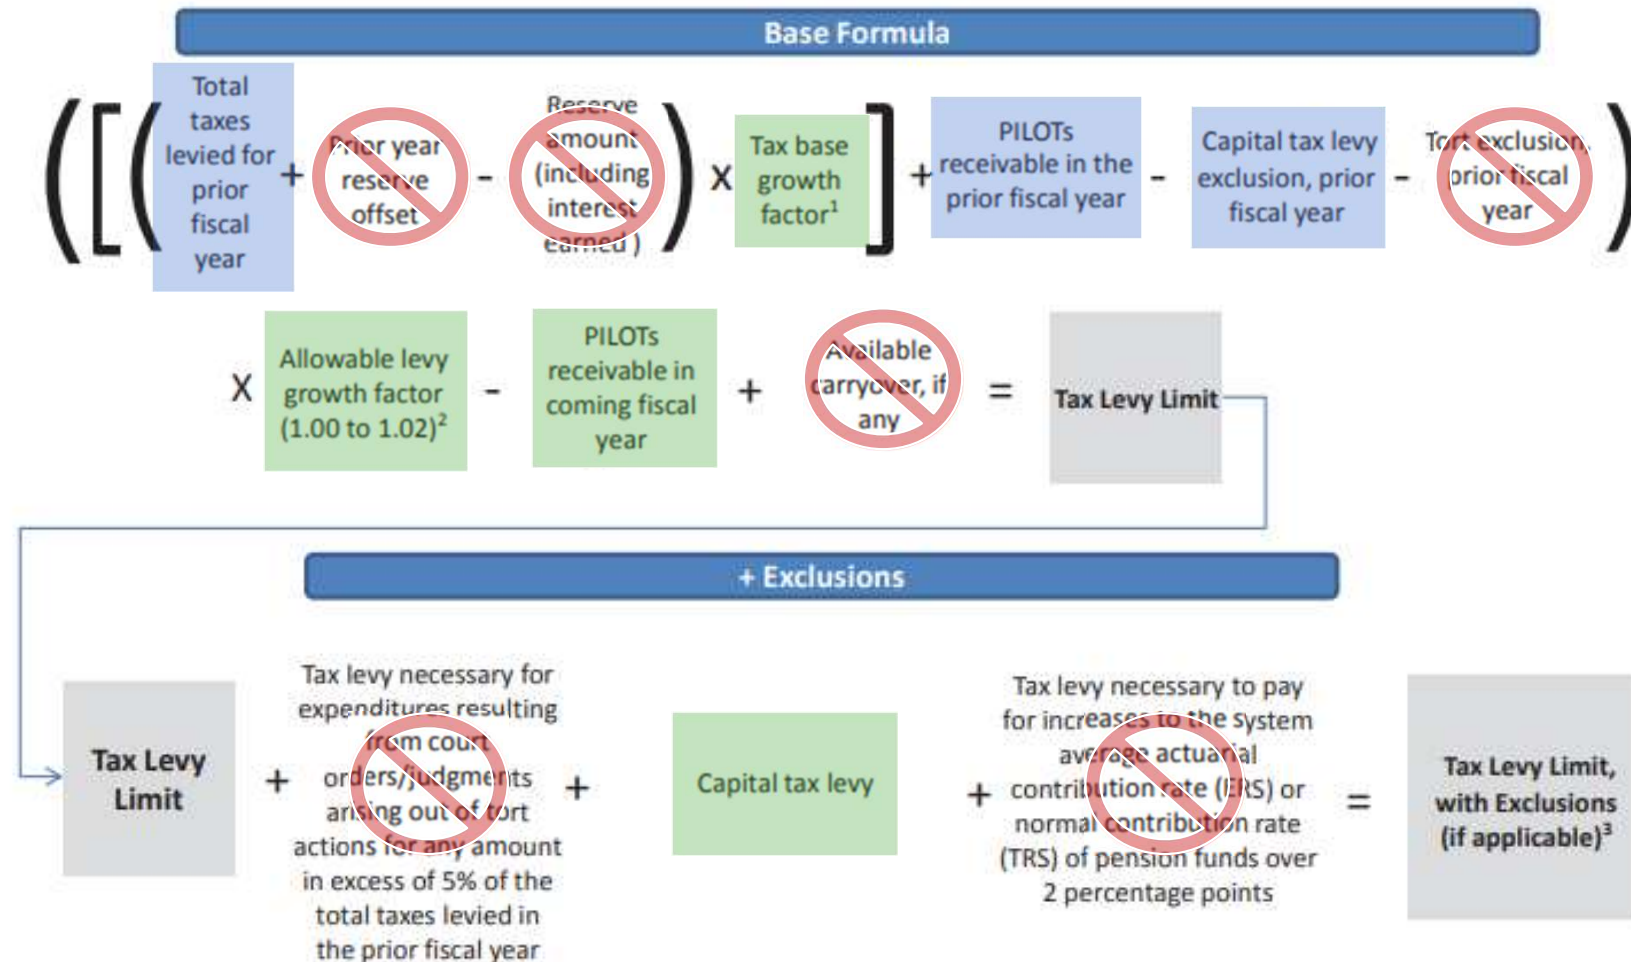 Base Formula
Total
taxes
levied for
prior
fiscal
year
+
Prior year
reserve
offset
-
Reserve
amount
(including
interest
earned )
x
Tax base
growth
factor¹
+
PILOTs
receivable in the
prior fiscal year
-
Capital tax levy
exclusion, prior
fiscal year
-
Tort exclusion,
prior fiscal
year
X
Allowable levy
growth factor
(1.00 to 1.02)²
-
PILOTs
receivable in
coming fiscal
year
+
Available
carryover, if
any
=
Tax Levy Limit
+ Exclusions
Tax Levy
Limit
+
Tax levy necessary for
expenditures resulting
from court
orders/judgments
arising out of tort
actions for any amount
in excess of 5% of the
total taxes levied in
the prior fiscal year
+
Capital tax levy
+
Tax levy necessary to pay
for increases to the system
average actuarial
contribution rate (ERS) or
normal contribution rate
(TRS) of pension funds over
2 percentage points
=
Tax Levy Limit,
with Exclusions
(if applicable)³